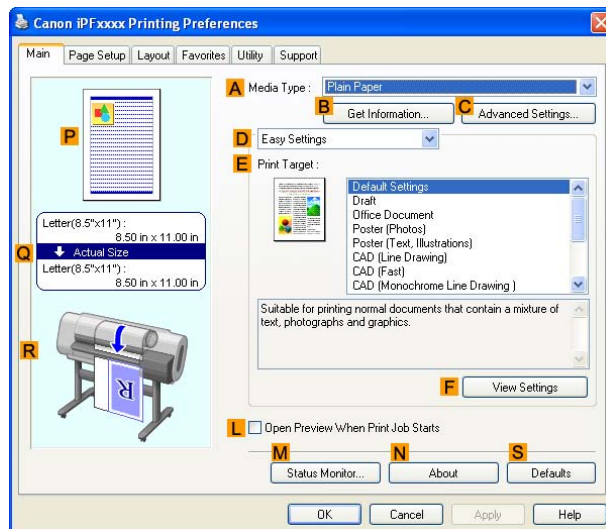 Canon iPFxxxx Printing Preferences
Main Page Setup Layout Favorites Utility Support
A Media Type : Plain Paper
B Get Information... C Advanced Settings...
D Easy Settings
E Print Target :
Default Settings
Draft
Office Document
Poster (Photos)
Poster (Text, Illustrations)
CAD (Line Drawing)
CAD (Fast)
CAD (Monochrome Line Drawing )
Suitable for printing normal documents that contain a mixture of
text, photographs and graphics.
F View Settings
P
Letter(8.5"x11") :
8.50 in x 11.00 in
Q Actual Size
Letter(8.5"x11") :
8.50 in x 11.00 in
R
R
L Open Preview When Print Job Starts
M N S
Status Monitor... About Defaults
OK Cancel Apply Help